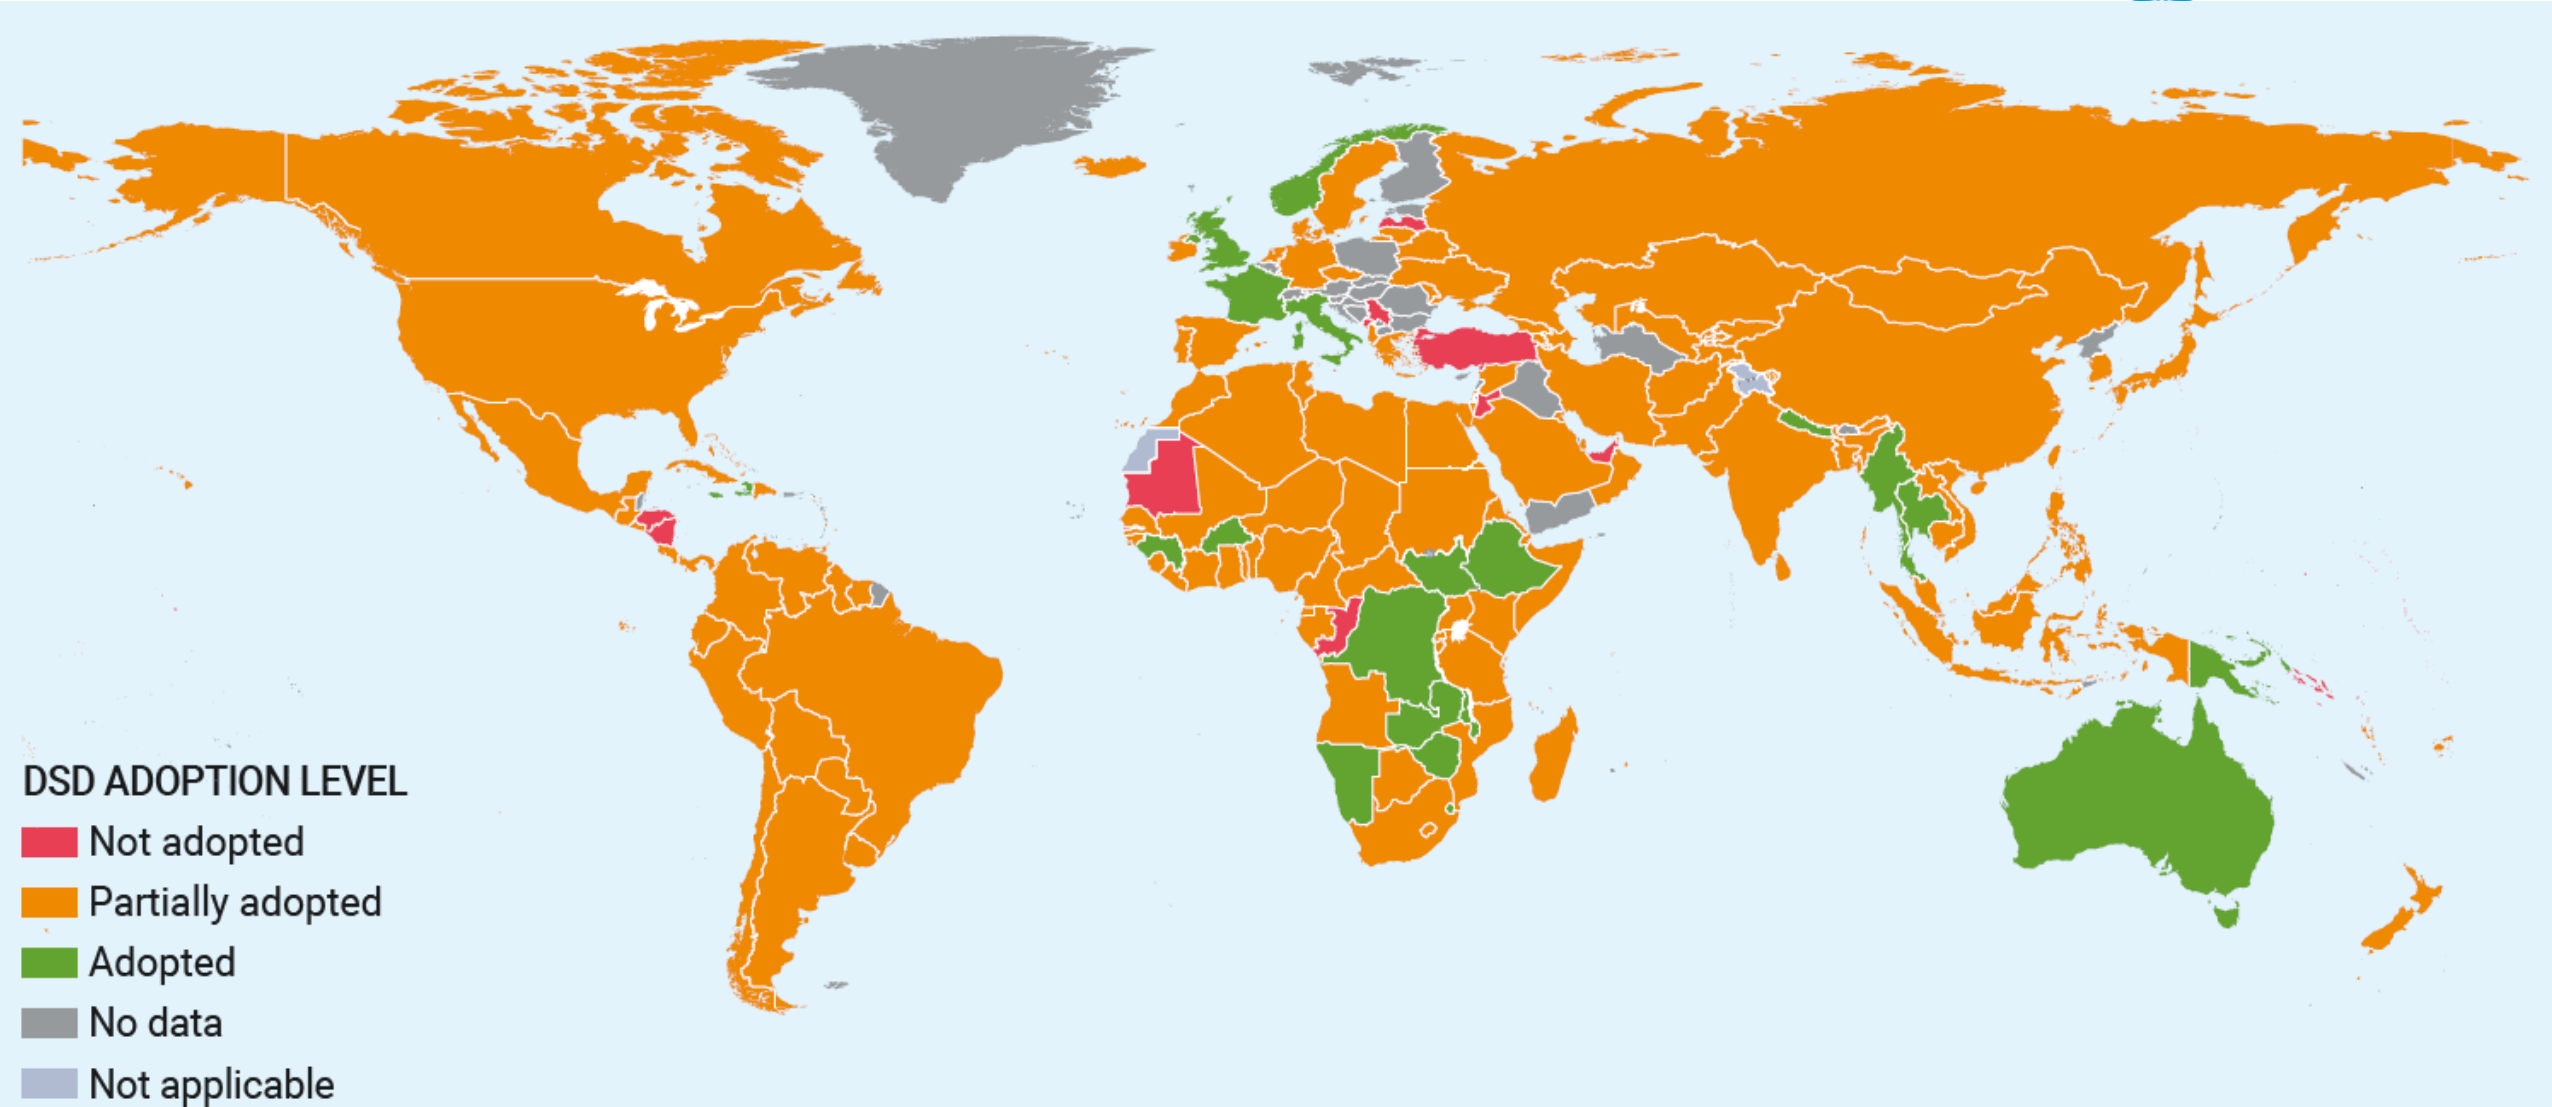 DSD ADOPTION LEVEL
Not adopted
Partially adopted
Adopted
No data
Not applicable